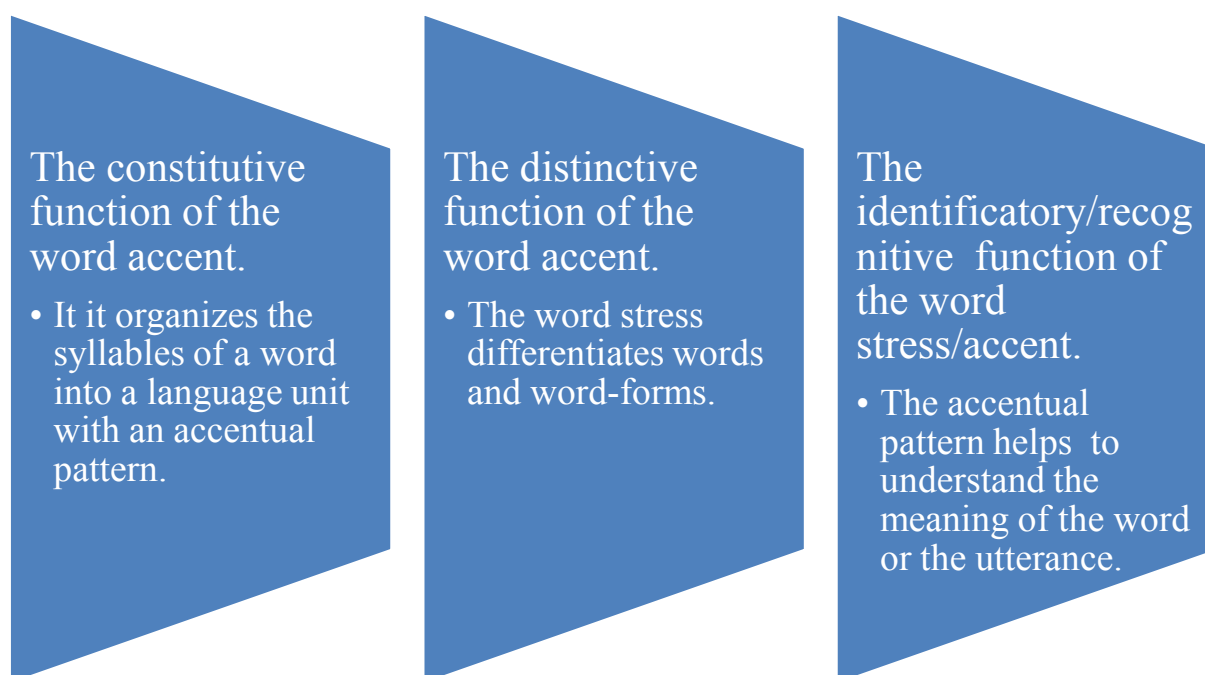 The constitutive
function of the
word accent.
• It it organizes the
syllables of a word
into a language unit
with an accentual
pattern.
The distinctive
function of the
word accent.
• The word stress
differentiates words
and word-forms.
The
identificatory/recog
nitive  function of
the word
stress/accent.
• The accentual
pattern helps  to
understand the
meaning of the word
or the utterance.